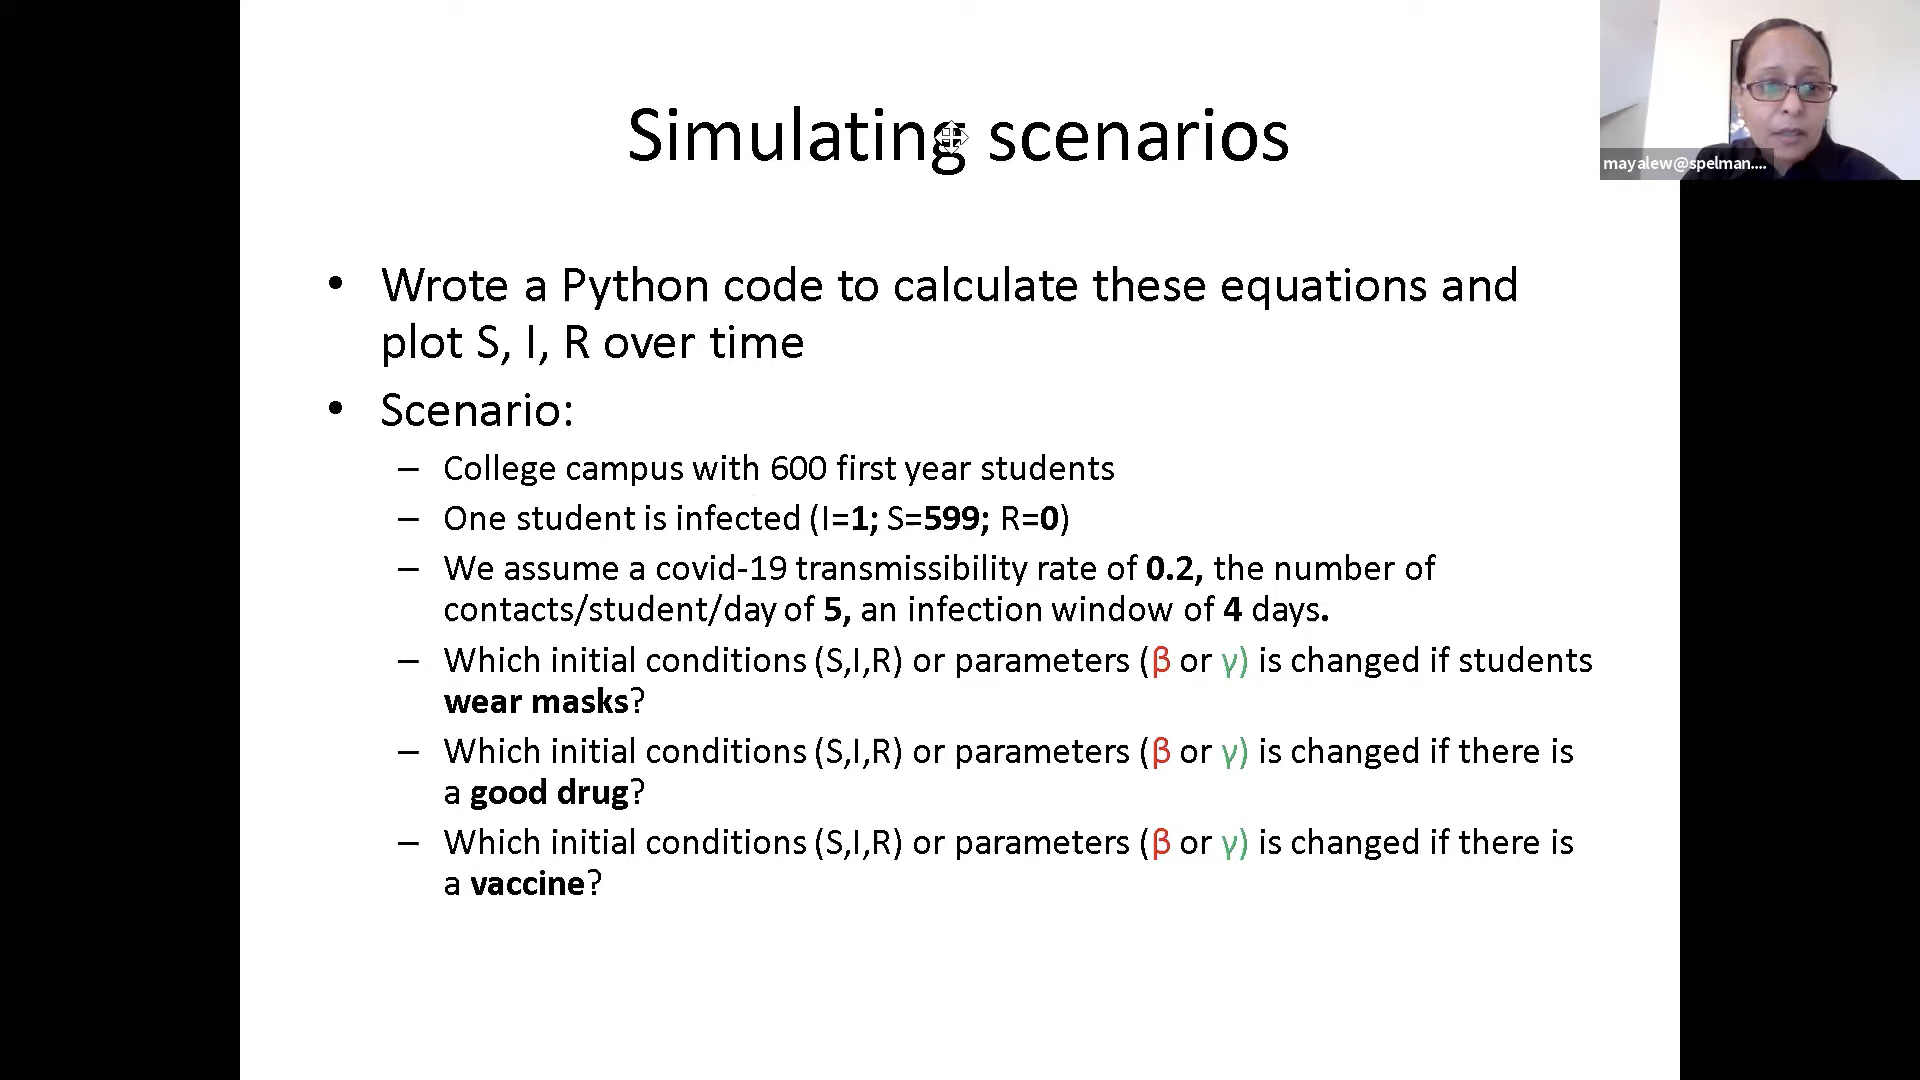 Simulating scenarios
mayalew@spelman....
• Wrote a Python code to calculate these equations and
plot S, I, R over time
• Scenario:
– College campus with 600 first year students
– One student is infected (I=1; S=599; R=0)
– We assume a covid-19 transmissibility rate of 0.2, the number of
contacts/student/day of 5, an infection window of 4 days.
– Which initial conditions (S,I,R) or parameters (β or γ) is changed if students
wear masks?
– Which initial conditions (S,I,R) or parameters (β or γ) is changed if there is
a good drug?
– Which initial conditions (S,I,R) or parameters (β or γ) is changed if there is
a vaccine?